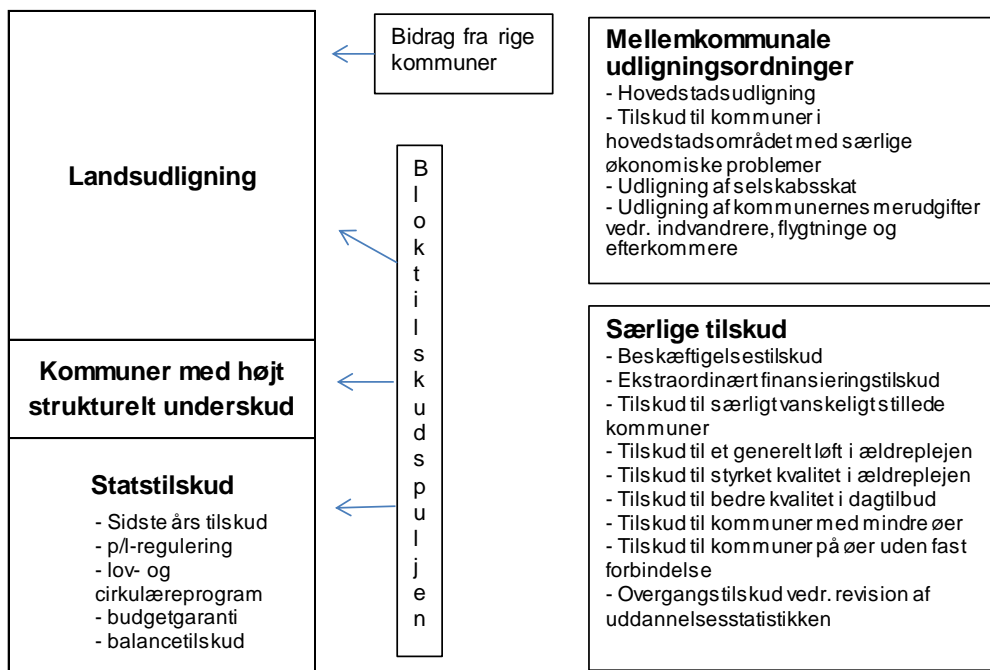 Landsudligning
Kommuner med højt
strukturelt underskud
Statstilskud
- Sidste års tilskud
- p/l-regulering
- lov- og
cirkulæreprogram
- budgetgaranti
- balancetilskud
Bidrag fra rige
kommuner
B
l
o
k
t
i
l
s
k
u
d
s
p
u
l
j
e
n
Mellemkommunale
udligningsordninger
- Hovedstadsudligning
- Tilskud til kommuner i
hovedstadsområdet med særlige
økonomiske problemer
- Udligning af selskabsskat
- Udligning af kommunernes merudgifter
vedr. indvandrere, flygtninge og
efterkommere
Særlige tilskud
- Beskæftigelsestilskud
- Ekstraordinært finansieringstilskud
- Tilskud til særligt vanskeligt stillede
kommuner
- Tilskud til et generelt løft i ældreplejen
- Tilskud til styrket kvalitet i ældreplejen
- Tilskud til bedre kvalitet i dagtilbud
- Tilskud til kommuner med mindre øer
- Tilskud til kommuner på øer uden fast
forbindelse
- Overgangstilskud vedr. revision af
uddannelsesstatistikken